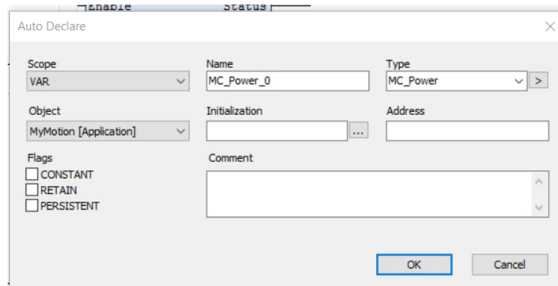 Enable Status
Auto Declare
Scope Name Type
VAR MC_Power_0 MC_Power >
Object Initialization Address
MyMotion [Application] ...
Flags Comment
CONSTANT
RETAIN
PERSISTENT
OK Cancel